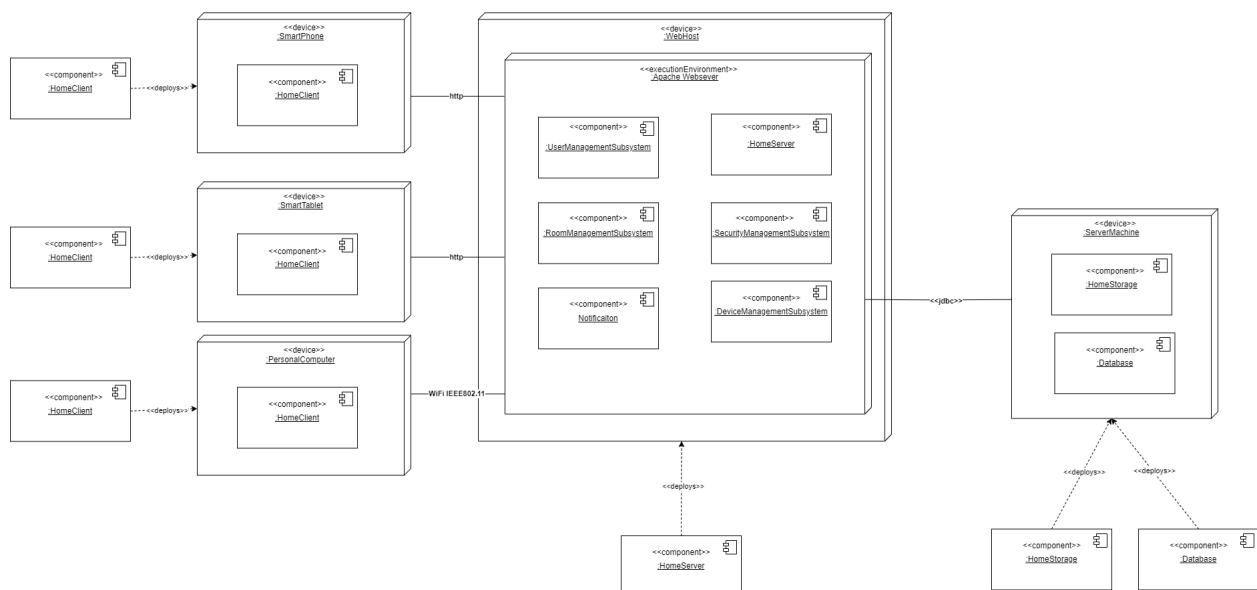 <<device>>
:SmartPhone
<<component>>
:HomeClient
<<deploys>>
<<component>>
:HomeClient
http
<<device>>
:SmartTablet
<<component>>
:HomeClient
<<deploys>>
<<component>>
:HomeClient
http
<<device>>
:PersonalComputer
<<component>>
:HomeClient
<<deploys>>
<<component>>
:HomeClient
WiFi IEEE802.11
<<device>>
:WebHost
<<executionEnvironment>>
:Apache Websever
<<component>>
:UserManagementSubsystem
<<component>>
:HomeServer
<<component>>
:RoomManagementSubsystem
<<component>>
:SecurityManagementSubsystem
<<component>>
Notificaiton
<<component>>
:DeviceManagementSubsystem
<<jdbc>>
<<device>>
:ServerMachine
<<component>>
:HomeStorage
<<component>>
:Database
<<deploys>>
<<component>>
:HomeServer
<<deploys>>
<<deploys>>
<<component>>
:HomeStorage
<<component>>
:Database